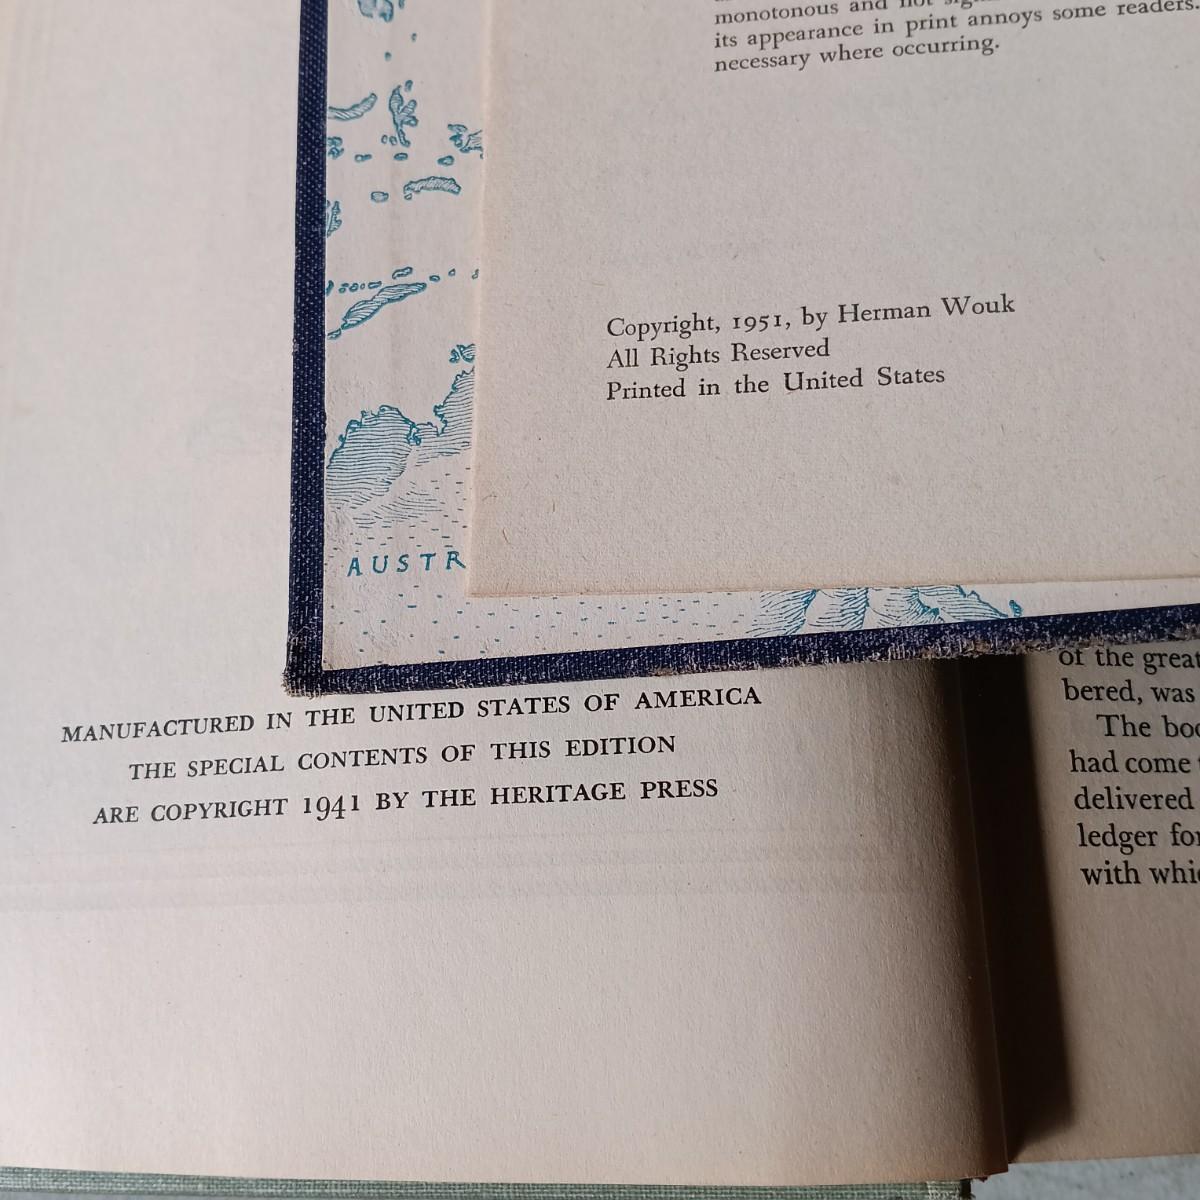 monotonous and not
its appearance in print annoys some readers.
necessary where occurring.
Copyright, 1951, by Herman Wouk
All Rights Reserved
Printed in the United States
AUSTR
MANUFACTURED IN THE UNITED STATES OF AMERICA
THE SPECIAL CONTENTS OF THIS EDITION
ARE COPYRIGHT 1941 BY THE HERITAGE PRESS
of the great
bered, was
The boo
had come
delivered
ledger for
with whic